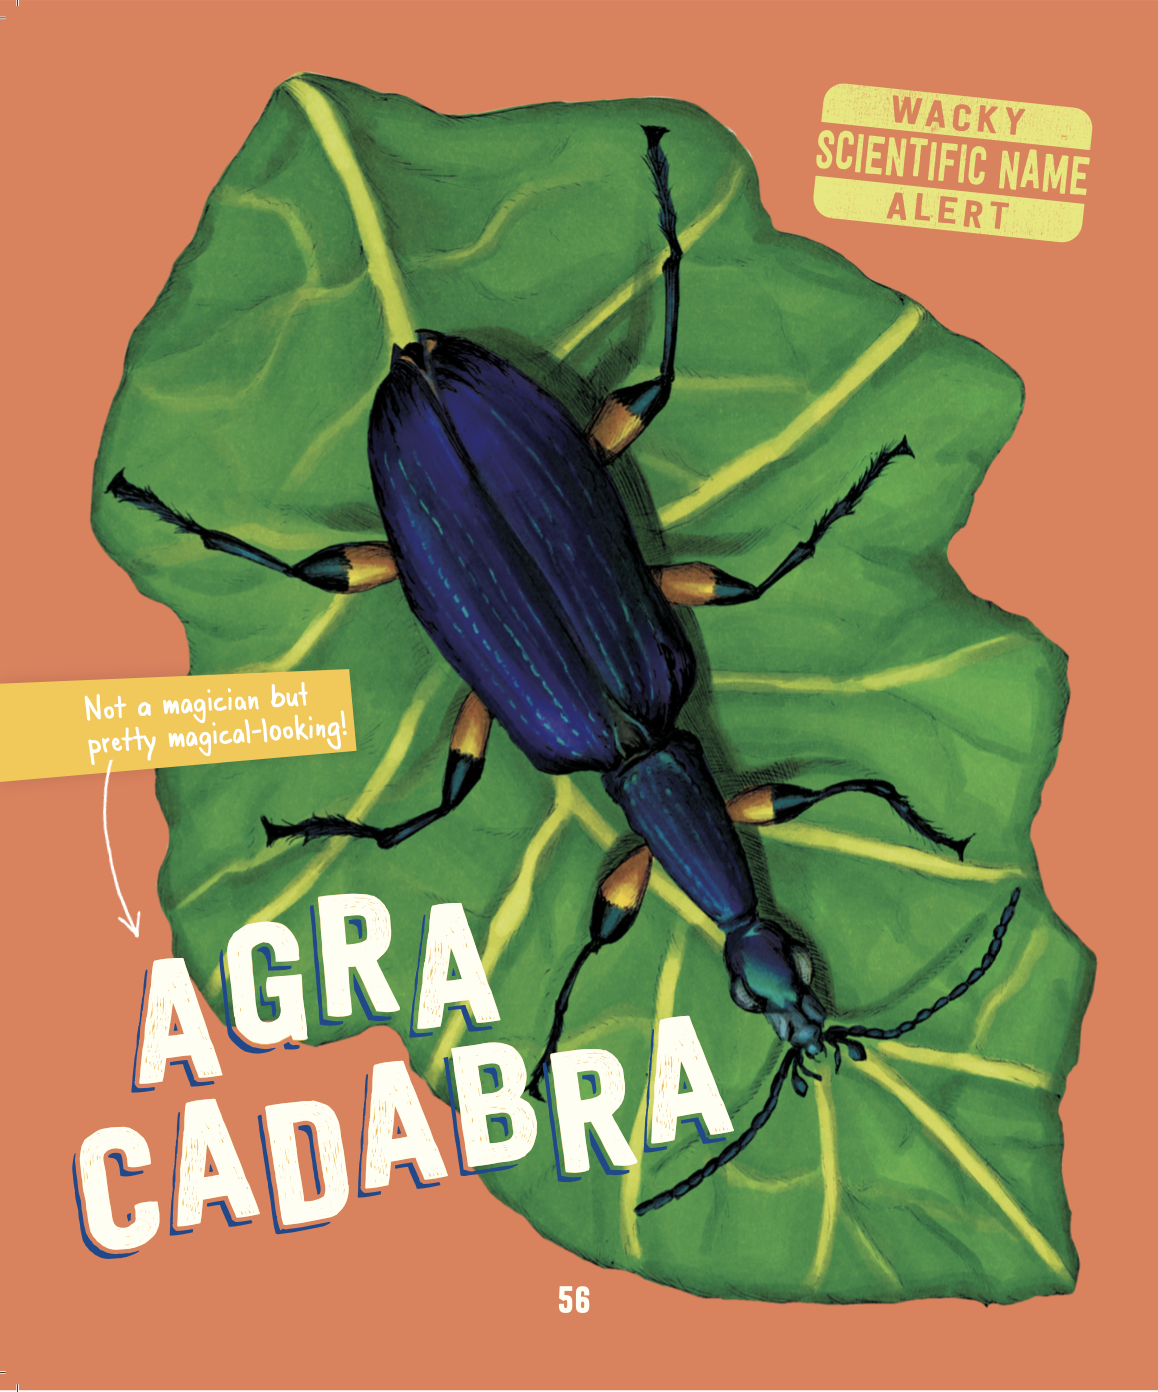 WACKY
SCIENTIFIC NAME
ALERT
Not a magician but
pretty magical-looking!
AGRA
CADABRA
56